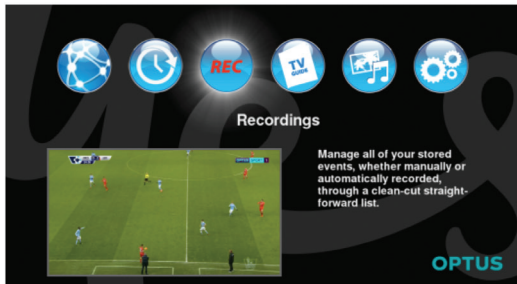 REC
TV
GUIDE
Recordings
Manage all of your stored
events, whether manually or
automatically recorded,
through a clean-cut straight-
forward list.
OPTUS